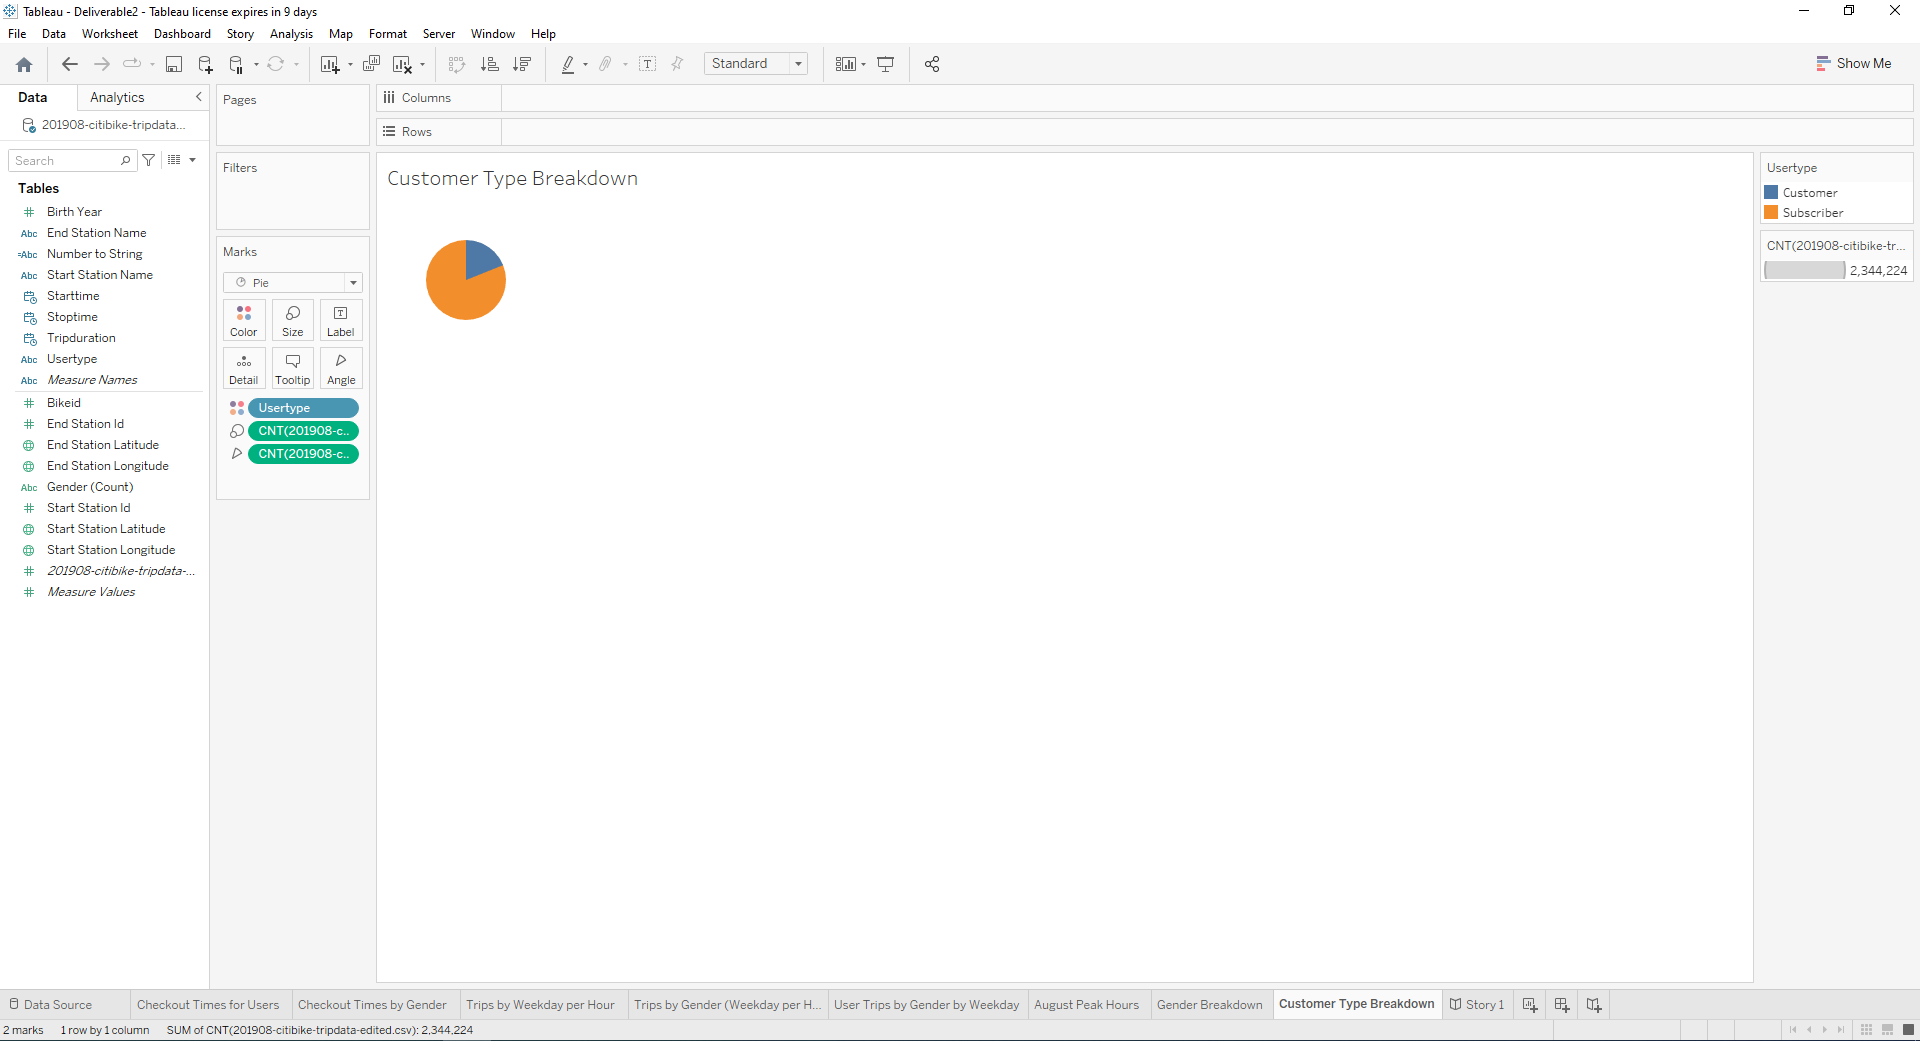 Tableau - Deliverable2 - Tableau license expires in 9 days
File Data Worksheet Dashboard Story Analysis Map Format Server Window Help
Standard
Show Me
Data Analytics
201908-citibike-tripdata...
Search
Tables
# Birth Year
Abc End Station Name
=Abc Number to String
Abc Start Station Name
Starttime
Stoptime
Tripduration
Abc Usertype
Abc Measure Names
# Bikeid
# End Station Id
End Station Latitude
End Station Longitude
Abc Gender (Count)
# Start Station Id
Start Station Latitude
Start Station Longitude
# 201908-citibike-tripdata-...
# Measure Values
Pages
Filters
Marks
Pie
Color Size Label
Detail Tooltip Angle
Usertype
CNT(201908-c..
CNT(201908-c..
Columns
Rows
Customer Type Breakdown
Usertype
Customer
Subscriber
CNT(201908-citibike-tr...
2,344,224
Data Source Checkout Times for Users Checkout Times by Gender Trips by Weekday per Hour Trips by Gender (Weekday per H... User Trips by Gender by Weekday August Peak Hours Gender Breakdown Customer Type Breakdown Story 1
2 marks 1 row by 1 column SUM of CNT(201908-citibike-tripdata-edited.csv): 2,344,224